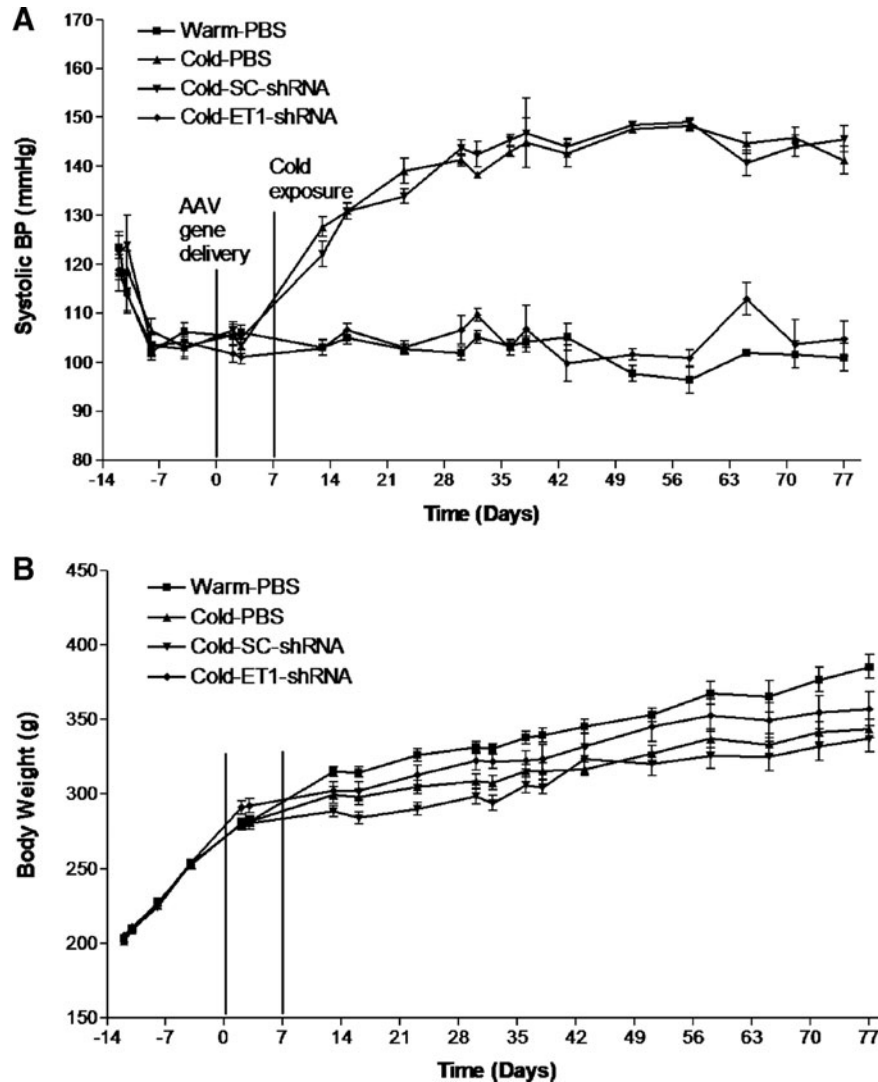 A
170
160
150
140
130
120
110
100
90
80
Systolic BP (mmHg)
Warm-PBS
Cold-PBS
Cold-SC-shRNA
Cold-ET1-shRNA
AAV
gene
delivery
Cold
exposure
-14 -7 0 7 14 21 28 35 42 49 56 63 70 77
Time (Days)
B
450
400
350
300
250
200
150
Body Weight (g)
Warm-PBS
Cold-PBS
Cold-SC-shRNA
Cold-ET1-shRNA
-14 -7 0 7 14 21 28 35 42 49 56 63 70 77
Time (Days)